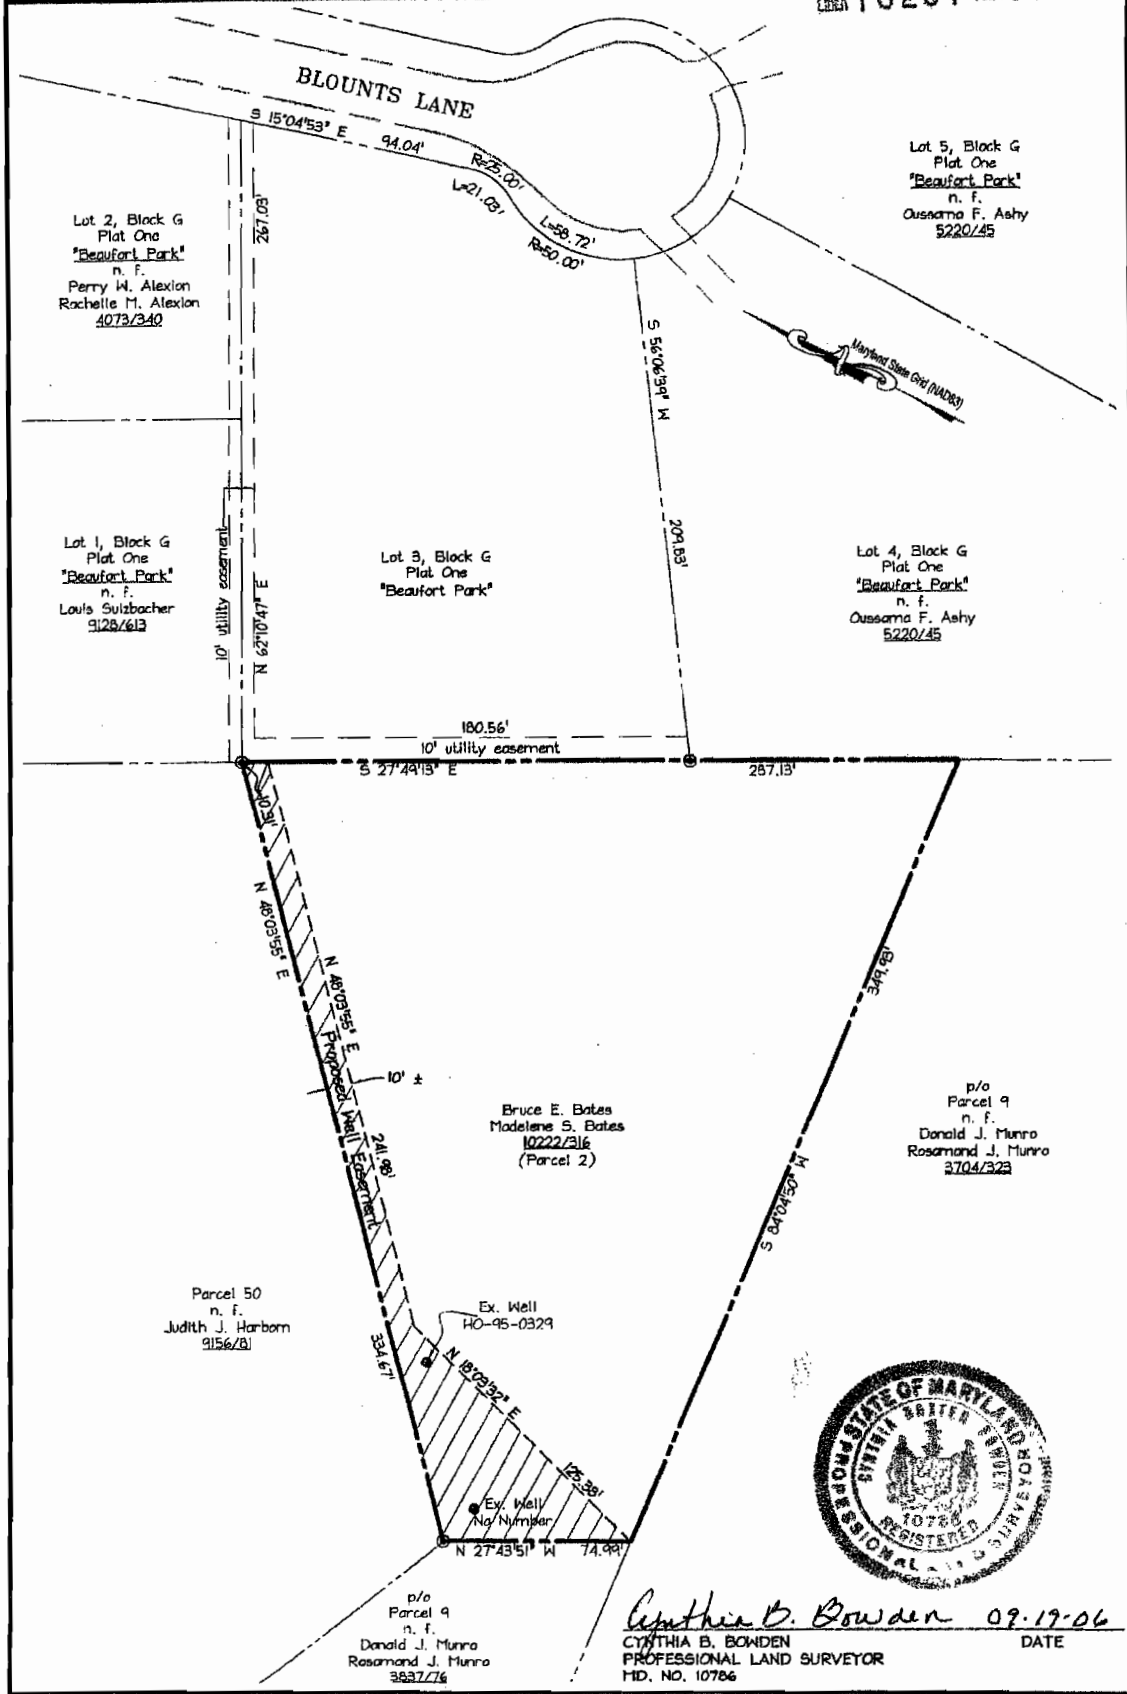 BLOUNTS LANE
S 15°04'53" E 94.04'
R=25.00'
L=21.03'
L=58.72'
R=50.00'
Lot 5, Block G
Plat One
"Beaufort Park"
n. f.
Oussama F. Ashy
5220/45
Lot 2, Block G
Plat One
"Beaufort Park"
n. f.
Perry W. Alexion
Rochelle M. Alexion
4073/340
267.03'
S 56°06'39" W
209.83'
Maryland State Grid (NAD83)
Lot 1, Block G
Plat One
"Beaufort Park"
n. f.
Louis Sulzbacher
9128/613
10' utility easement
N 62°10'47" E
Lot 3, Block G
Plat One
"Beaufort Park"
Lot 4, Block G
Plat One
"Beaufort Park"
n. f.
Oussama F. Ashy
5220/45
180.56'
10' utility easement
S 27°49'13" E
287.13'
10.31'
N 48°03'55" E
N 48°03'55" E
Proposed Well Easement
10' ±
241.98'
349.98'
Bruce E. Bates
Madelene S. Bates
10222/316
(Parcel 2)
p/o
Parcel 9
n. f.
Donald J. Munro
Rosamond J. Munro
3704/323
S 84°04'50" W
Parcel 50
n. f.
Judith J. Harborn
9156/81
334.67'
Ex. Well
HO-95-0329
N 18°09'32" E
125.38'
Ex. Well
No Number
N 27°43'51" W 74.99'
p/o
Parcel 9
n. f.
Donald J. Munro
Rosamond J. Munro
3837/76
STATE OF MARYLAND
CYNTHIA BOWDEN
10786
REGISTERED
PROFESSIONAL LAND SURVEYOR
Cynthia B. Bowden 09-19-06
CYNTHIA B. BOWDEN DATE
PROFESSIONAL LAND SURVEYOR
MD. NO. 10786